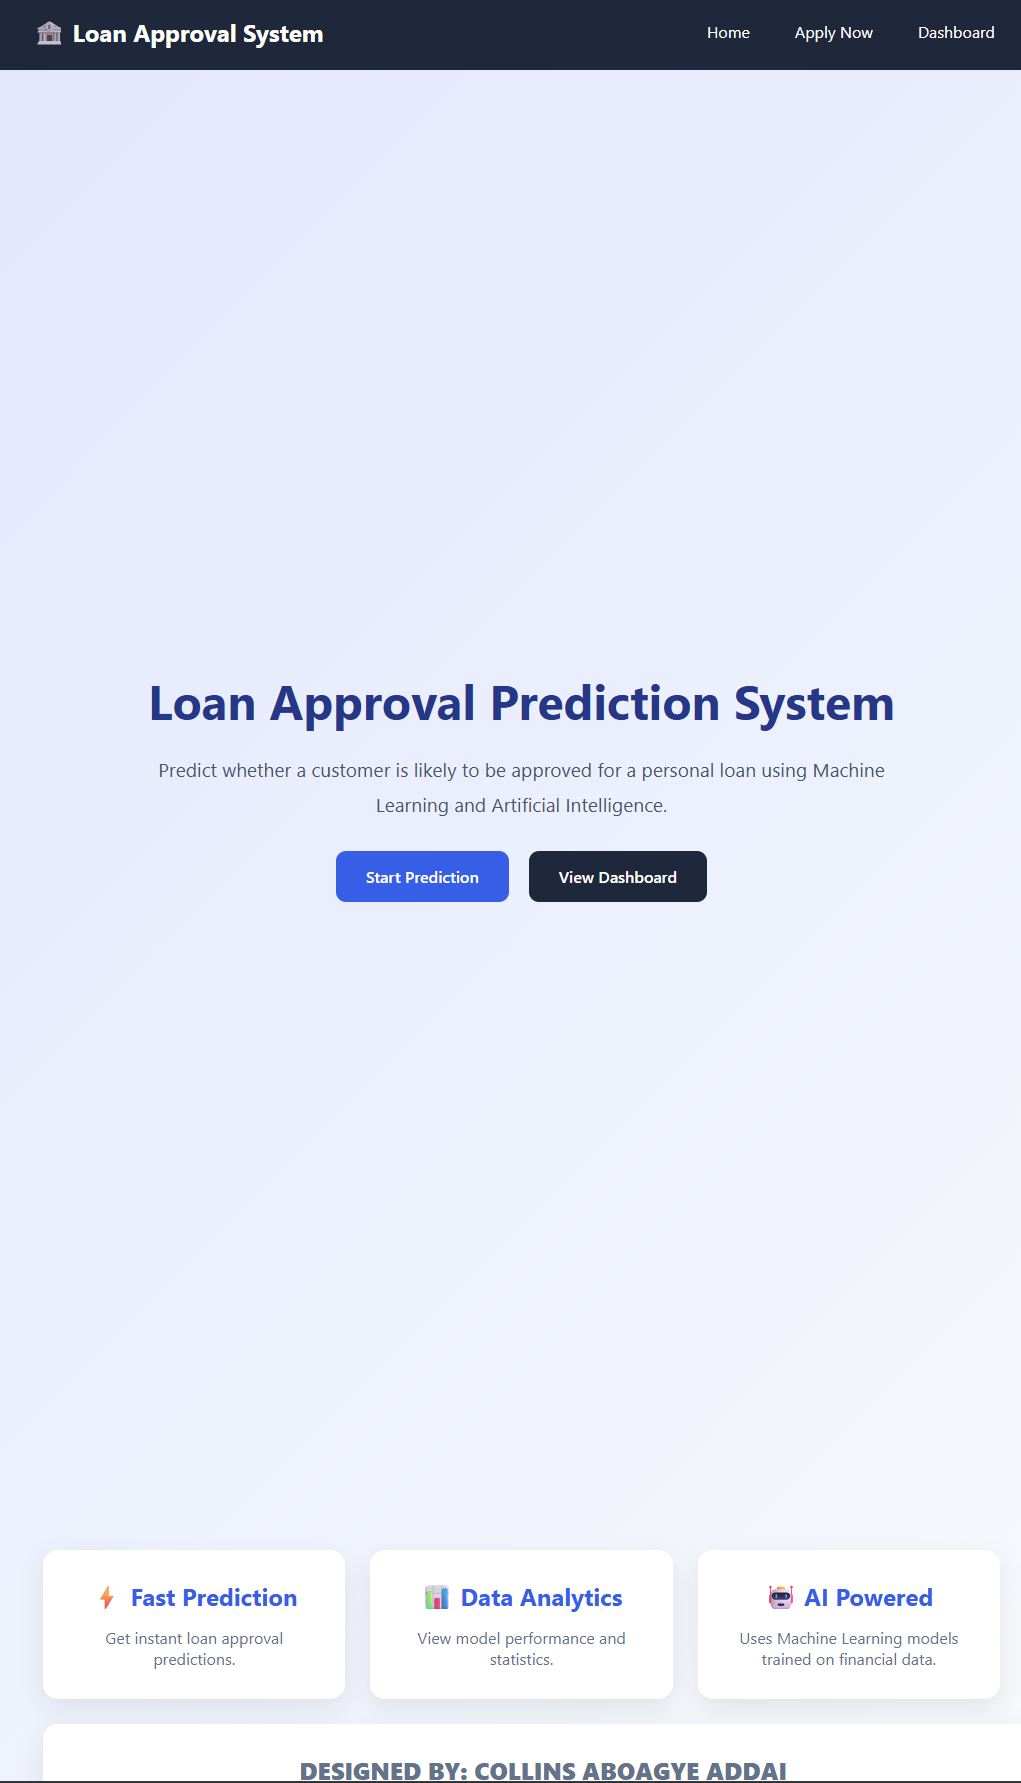 Loan Approval System
Home
Apply Now
Dashboard
Loan Approval Prediction System
Predict whether a customer is likely to be approved for a personal loan using Machine
Learning and Artificial Intelligence.
Start Prediction
View Dashboard
Fast Prediction
Get instant loan approval
predictions.
Data Analytics
View model performance and
statistics.
AI Powered
Uses Machine Learning models
trained on financial data.
DESIGNED BY: COLLINS ABOAGYE ADDAI